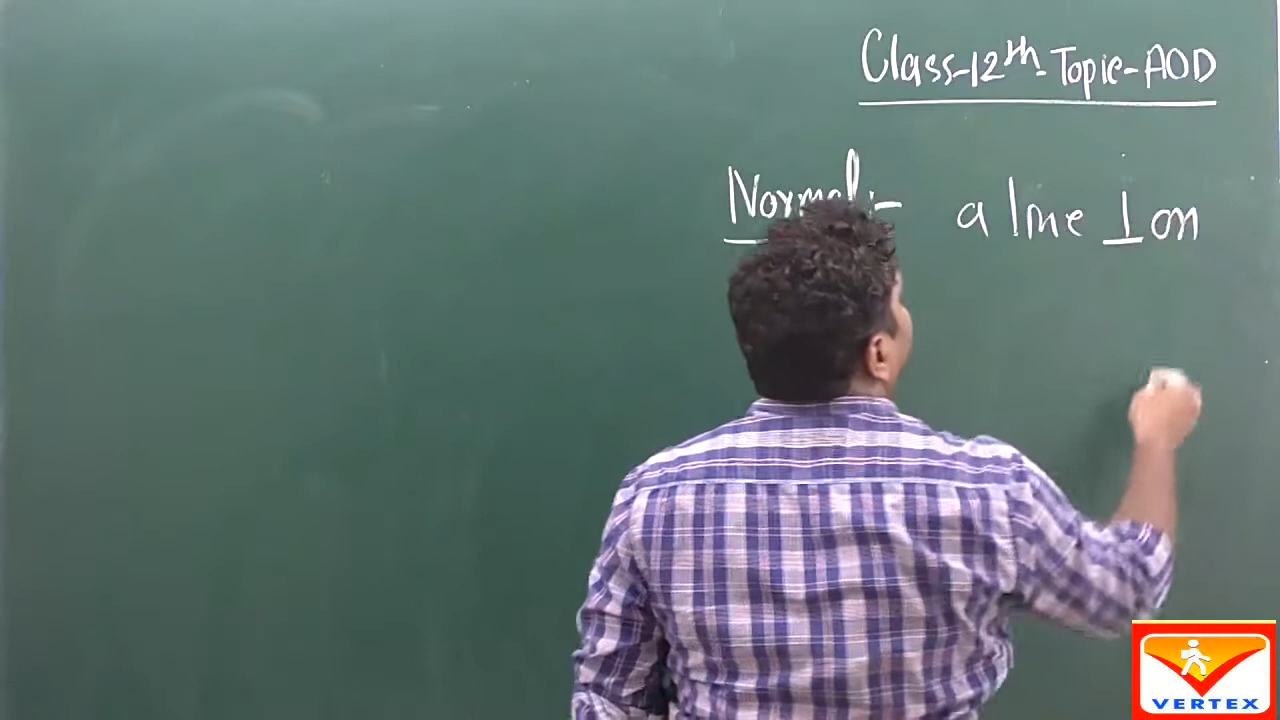 Class-12th-Topic-AOD
Normal:- a line ⊥ on
VERTEX